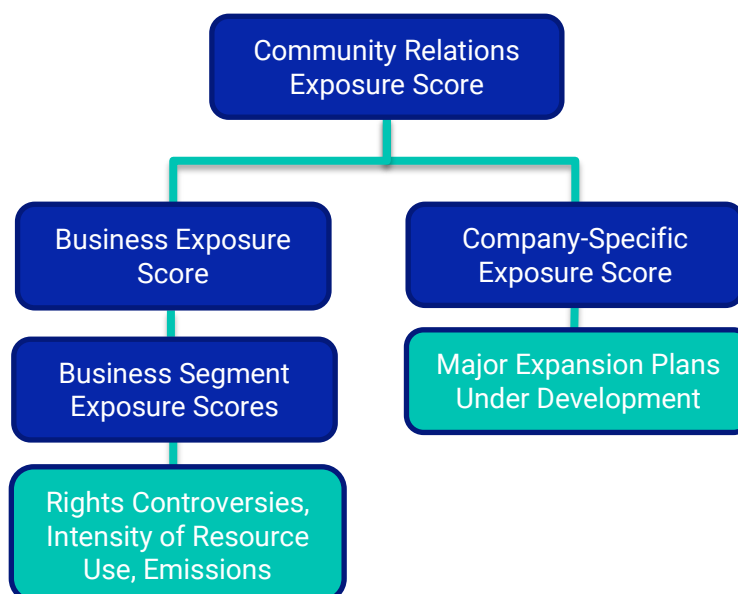 Community Relations
Exposure Score
Business Exposure
Score
Company-Specific
Exposure Score
Business Segment
Exposure Scores
Major Expansion Plans
Under Development
Rights Controversies,
Intensity of Resource
Use, Emissions